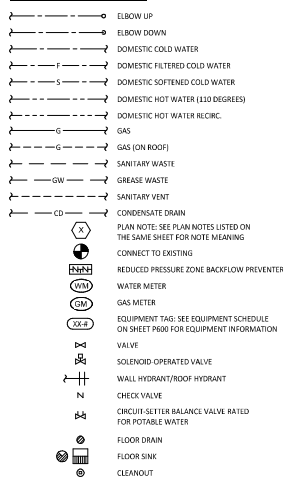 ELBOW UP
ELBOW DOWN
DOMESTIC COLD WATER
F DOMESTIC FILTERED COLD WATER
S DOMESTIC SOFTENED COLD WATER
DOMESTIC HOT WATER (110 DEGREES)
DOMESTIC HOT WATER RECIRC.
G GAS
G GAS (ON ROOF)
SANITARY WASTE
GW GREASE WASTE
SANITARY VENT
CD CONDENSATE DRAIN
X PLAN NOTE: SEE PLAN NOTES LISTED ON
THE SAME SHEET FOR NOTE MEANING
CONNECT TO EXISTING
REDUCED PRESSURE ZONE BACKFLOW PREVENTER
WM WATER METER
GM GAS METER
XX-# EQUIPMENT TAG: SEE EQUIPMENT SCHEDULE
ON SHEET P600 FOR EQUIPMENT INFORMATION
VALVE
SOLENOID-OPERATED VALVE
WALL HYDRANT/ROOF HYDRANT
CHECK VALVE
CIRCUIT-SETTER BALANCE VALVE RATED
FOR POTABLE WATER
FLOOR DRAIN
FLOOR SINK
CLEANOUT